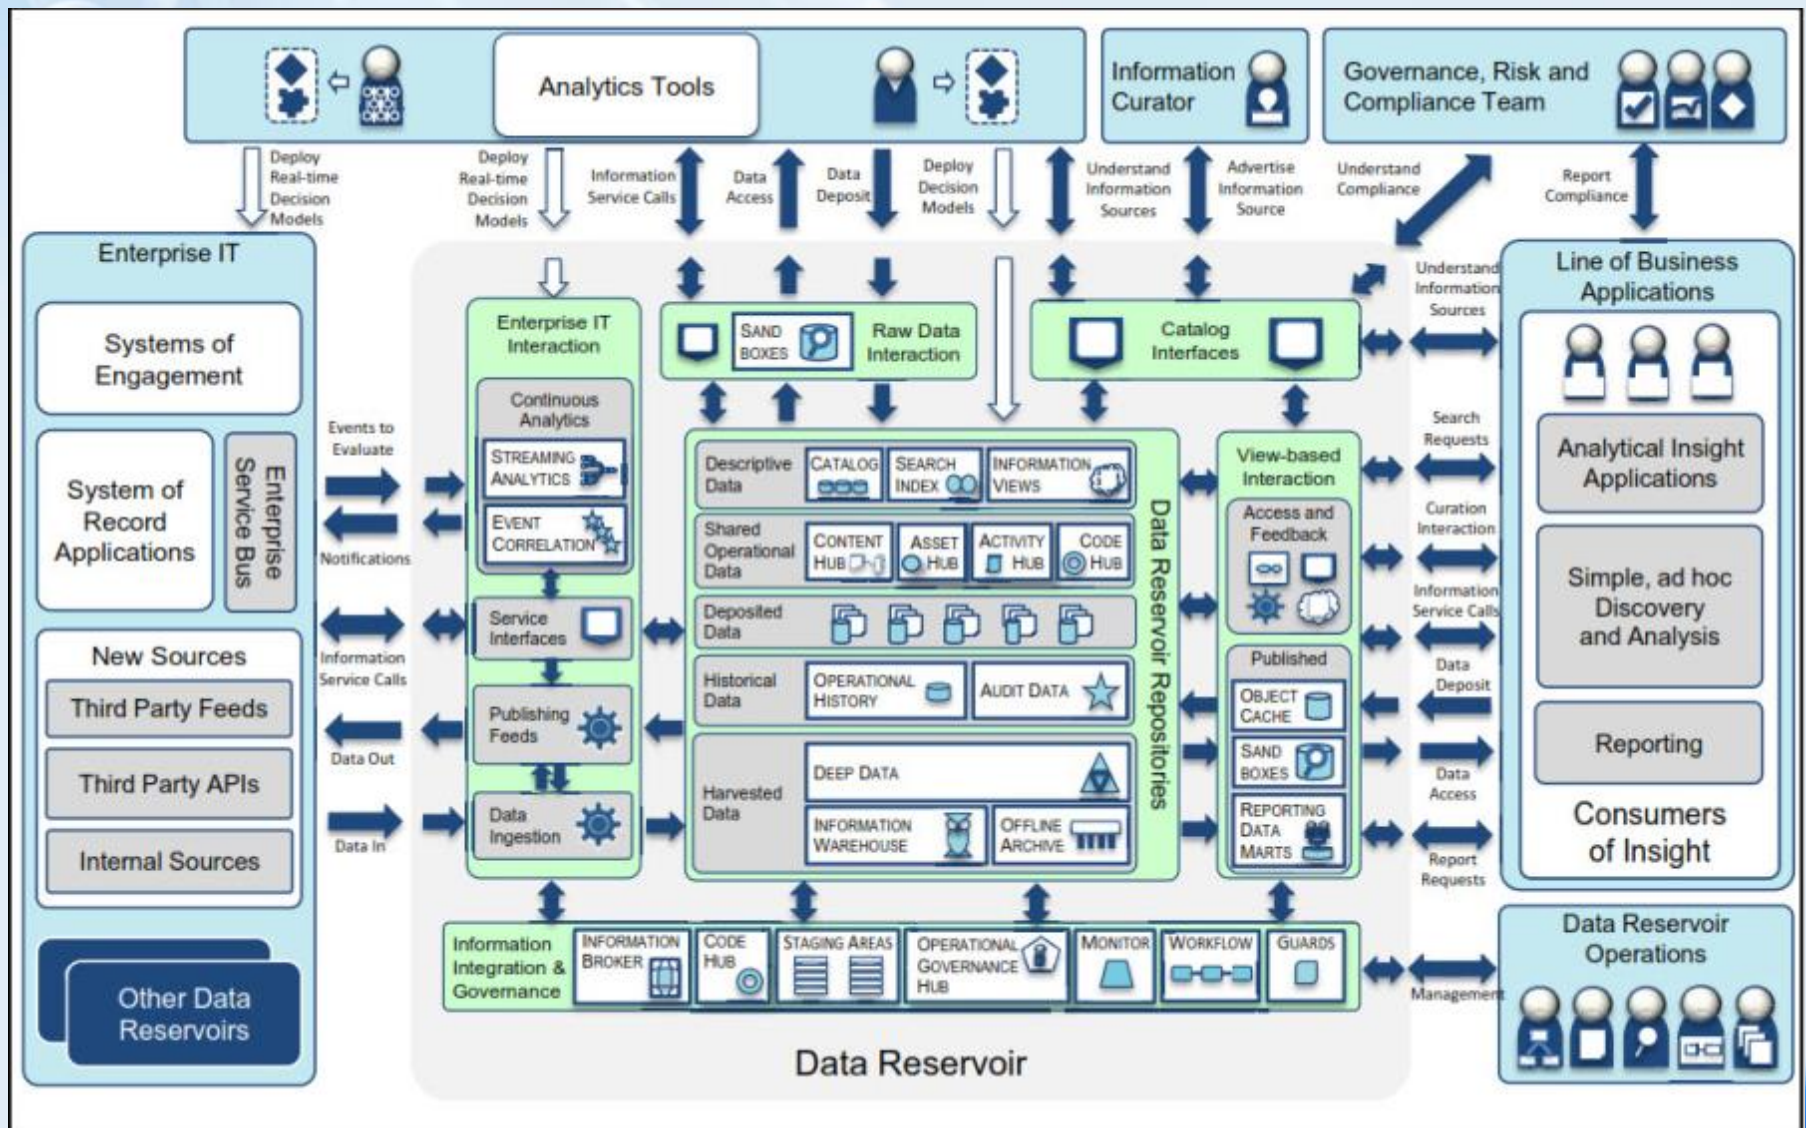 Analytics Tools
Information
Curator
Governance, Risk and
Compliance Team
Deploy
Real-time
Decision
Models
Deploy
Real-time
Decision
Models
Information
Service Calls
Data
Access
Data
Deposit
Deploy
Decision
Models
Understand
Information
Sources
Advertise
Information
Source
Understand
Compliance
Report
Compliance
Enterprise IT
Systems of
Engagement
System of
Record
Applications
Enterprise
Service Bus
New Sources
Third Party Feeds
Third Party APIs
Internal Sources
Other Data
Reservoirs
Events to
Evaluate
Notifications
Information
Service Calls
Data Out
Data In
Enterprise IT
Interaction
Continuous
Analytics
STREAMING
ANALYTICS
EVENT
CORRELATION
Service
Interfaces
Publishing
Feeds
Data
Ingestion
SAND
BOXES
Raw Data
Interaction
Catalog
Interfaces
Descriptive
Data
CATALOG
SEARCH
INDEX
INFORMATION
VIEWS
Shared
Operational
Data
CONTENT
HUB
ASSET
HUB
ACTIVITY
HUB
CODE
HUB
Deposited
Data
Historical
Data
OPERATIONAL
HISTORY
AUDIT DATA
Harvested
Data
DEEP DATA
INFORMATION
WAREHOUSE
OFFLINE
ARCHIVE
Data Reservoir Repositories
View-based
Interaction
Access and
Feedback
Published
OBJECT
CACHE
SAND
BOXES
REPORTING
DATA
MARTS
Understand
Information
Sources
Search
Requests
Curation
Interaction
Information
Service Calls
Data
Deposit
Data
Access
Report
Requests
Management
Line of Business
Applications
Analytical Insight
Applications
Simple, ad hoc
Discovery
and Analysis
Reporting
Consumers
of Insight
Information
Integration &
Governance
INFORMATION
BROKER
CODE
HUB
STAGING AREAS
OPERATIONAL
GOVERNANCE
HUB
MONITOR
WORKFLOW
GUARDS
Data Reservoir
Operations
Data Reservoir